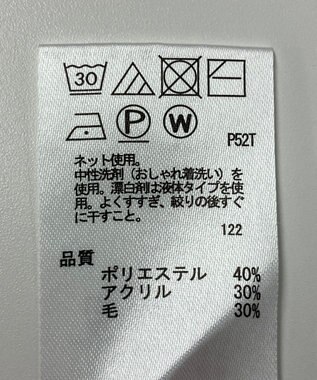 30
P W
P52T
ネット使用。
中性洗剤（おしゃれ着洗い）を
使用。漂白剤は液体タイプを使
用。よくすすぎ、絞りの後すぐ
に干すこと。
122
品質
ポリエステル 40%
アクリル 30%
毛 30%